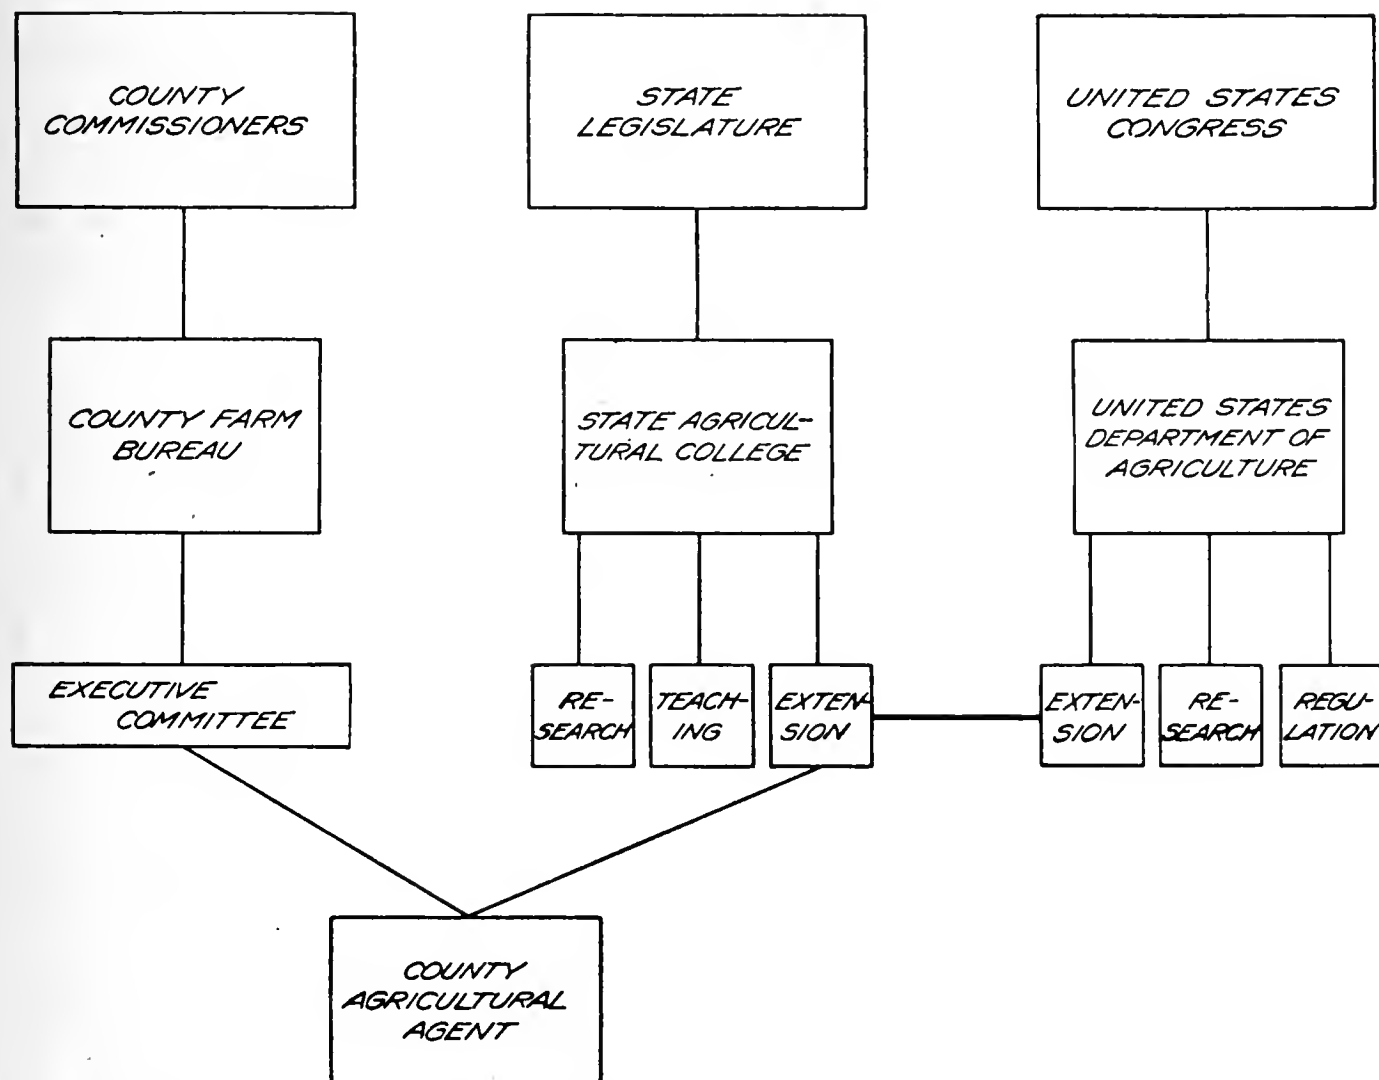 COUNTY
COMMISSIONERS
STATE
LEGISLATURE
UNITED STATES
CONGRESS
COUNTY FARM
BUREAU
STATE AGRICUL-
TURAL COLLEGE
UNITED STATES
DEPARTMENT OF
AGRICULTURE
EXECUTIVE
COMMITTEE
RE-
SEARCH
TEACH-
ING
EXTEN-
SION
EXTEN-
SION
RE-
SEARCH
REGU-
LATION
COUNTY
AGRICULTURAL
AGENT